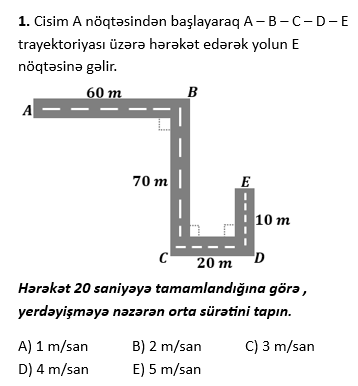 1. Cisim A nöqtəsindən başlayaraq A – B – C – D – E
trayektoriyası üzərə hərəkət edərək yolun E
nöqtəsinə gəlir.
60 m
B
A
70 m
E
10 m
C
20 m
D
Hərəkət 20 saniyəyə tamamlandığına görə ,
yerdəyişməyə nəzərən orta sürətini tapın.
A) 1 m/san B) 2 m/san C) 3 m/san
D) 4 m/san E) 5 m/san